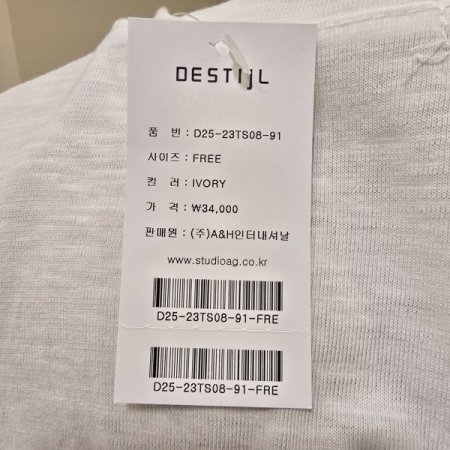 DESTIJL
품 번 : D25-23TS08-91
사이즈 : FREE
컬 러 : IVORY
가 격 : ₩34,000
판매원 : (주)A&H인터내셔날
www.studioag.co.kr
D25-23TS08-91-FRE
D25-23TS08-91-FRE